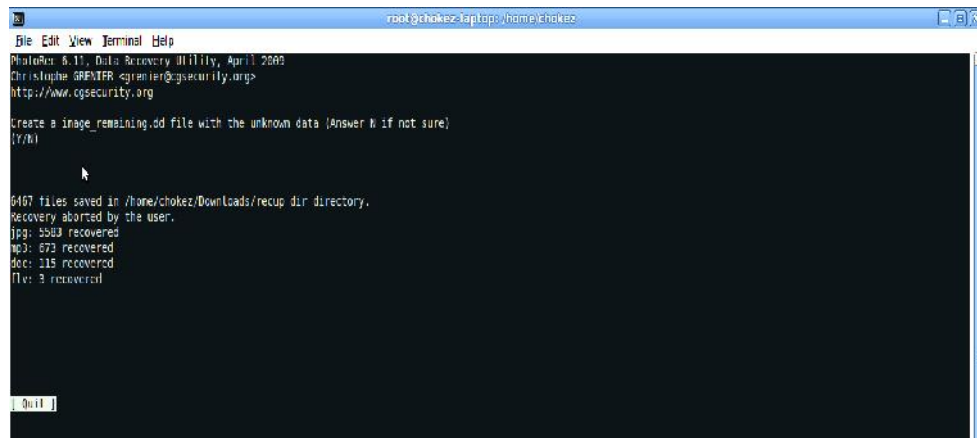 root@chokez-laptop: /home/chokez
File Edit View Terminal Help
PhotoRec 6.11, Data Recovery Utility, April 2009
Christophe GRENIER <grenier@cgsecurity.org>
http://www.cgsecurity.org
Create a image_remaining.dd file with the unknown data (Answer N if not sure)
(Y/N)
6467 files saved in /home/chokez/Downloads/recup dir directory.
Recovery aborted by the user.
jpg: 5583 recovered
mp3: 673 recovered
doc: 115 recovered
flv: 3 recovered
[ Quit ]